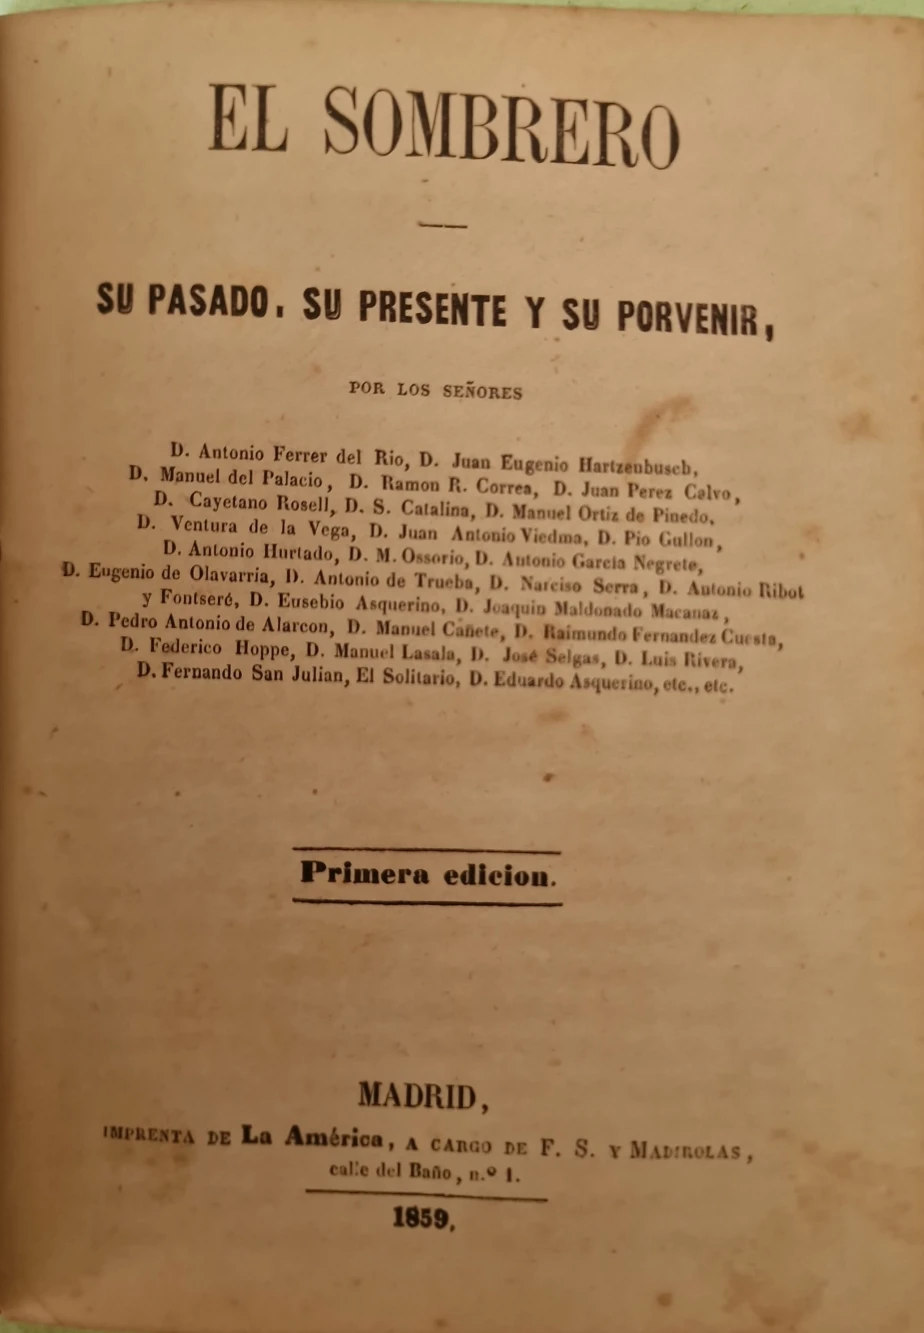 EL SOMBRERO
SU PASADO, SU PRESENTE Y SU PORVENIR,
POR LOS SEÑORES
D. Antonio Ferrer del Rio, D. Juan Eugenio Hartzenbusch,
D. Manuel del Palacio, D. Ramon R. Correa, D. Juan Perez Calvo,
D. Cayetano Rosell, D. S. Catalina, D. Manuel Ortiz de Pinedo,
D. Ventura de la Vega, D. Juan Antonio Viedma, D. Pio Gullon,
D. Antonio Hurtado, D. M. Ossorio, D. Antonio Garcia Negrete,
D. Eugenio de Olavarria, D. Antonio de Trueba, D. Narciso Serra, D. Antonio Ribot
y Fontseré, D. Eusebio Asquerino, D. Joaquin Maldonado Macanaz,
D. Pedro Antonio de Alarcon, D. Manuel Cañete, D. Raimundo Fernandez Cuesta,
D. Federico Hoppe, D. Manuel Lasala, D. José Selgas, D. Luis Rivera,
D. Fernando San Julian, El Solitario, D. Eduardo Asquerino, etc., etc.
Primera edicion.
MADRID,
IMPRENTA DE La América, A CARGO DE F. S. Y MADIROLAS,
calle del Baño, n.º 1.
1859.